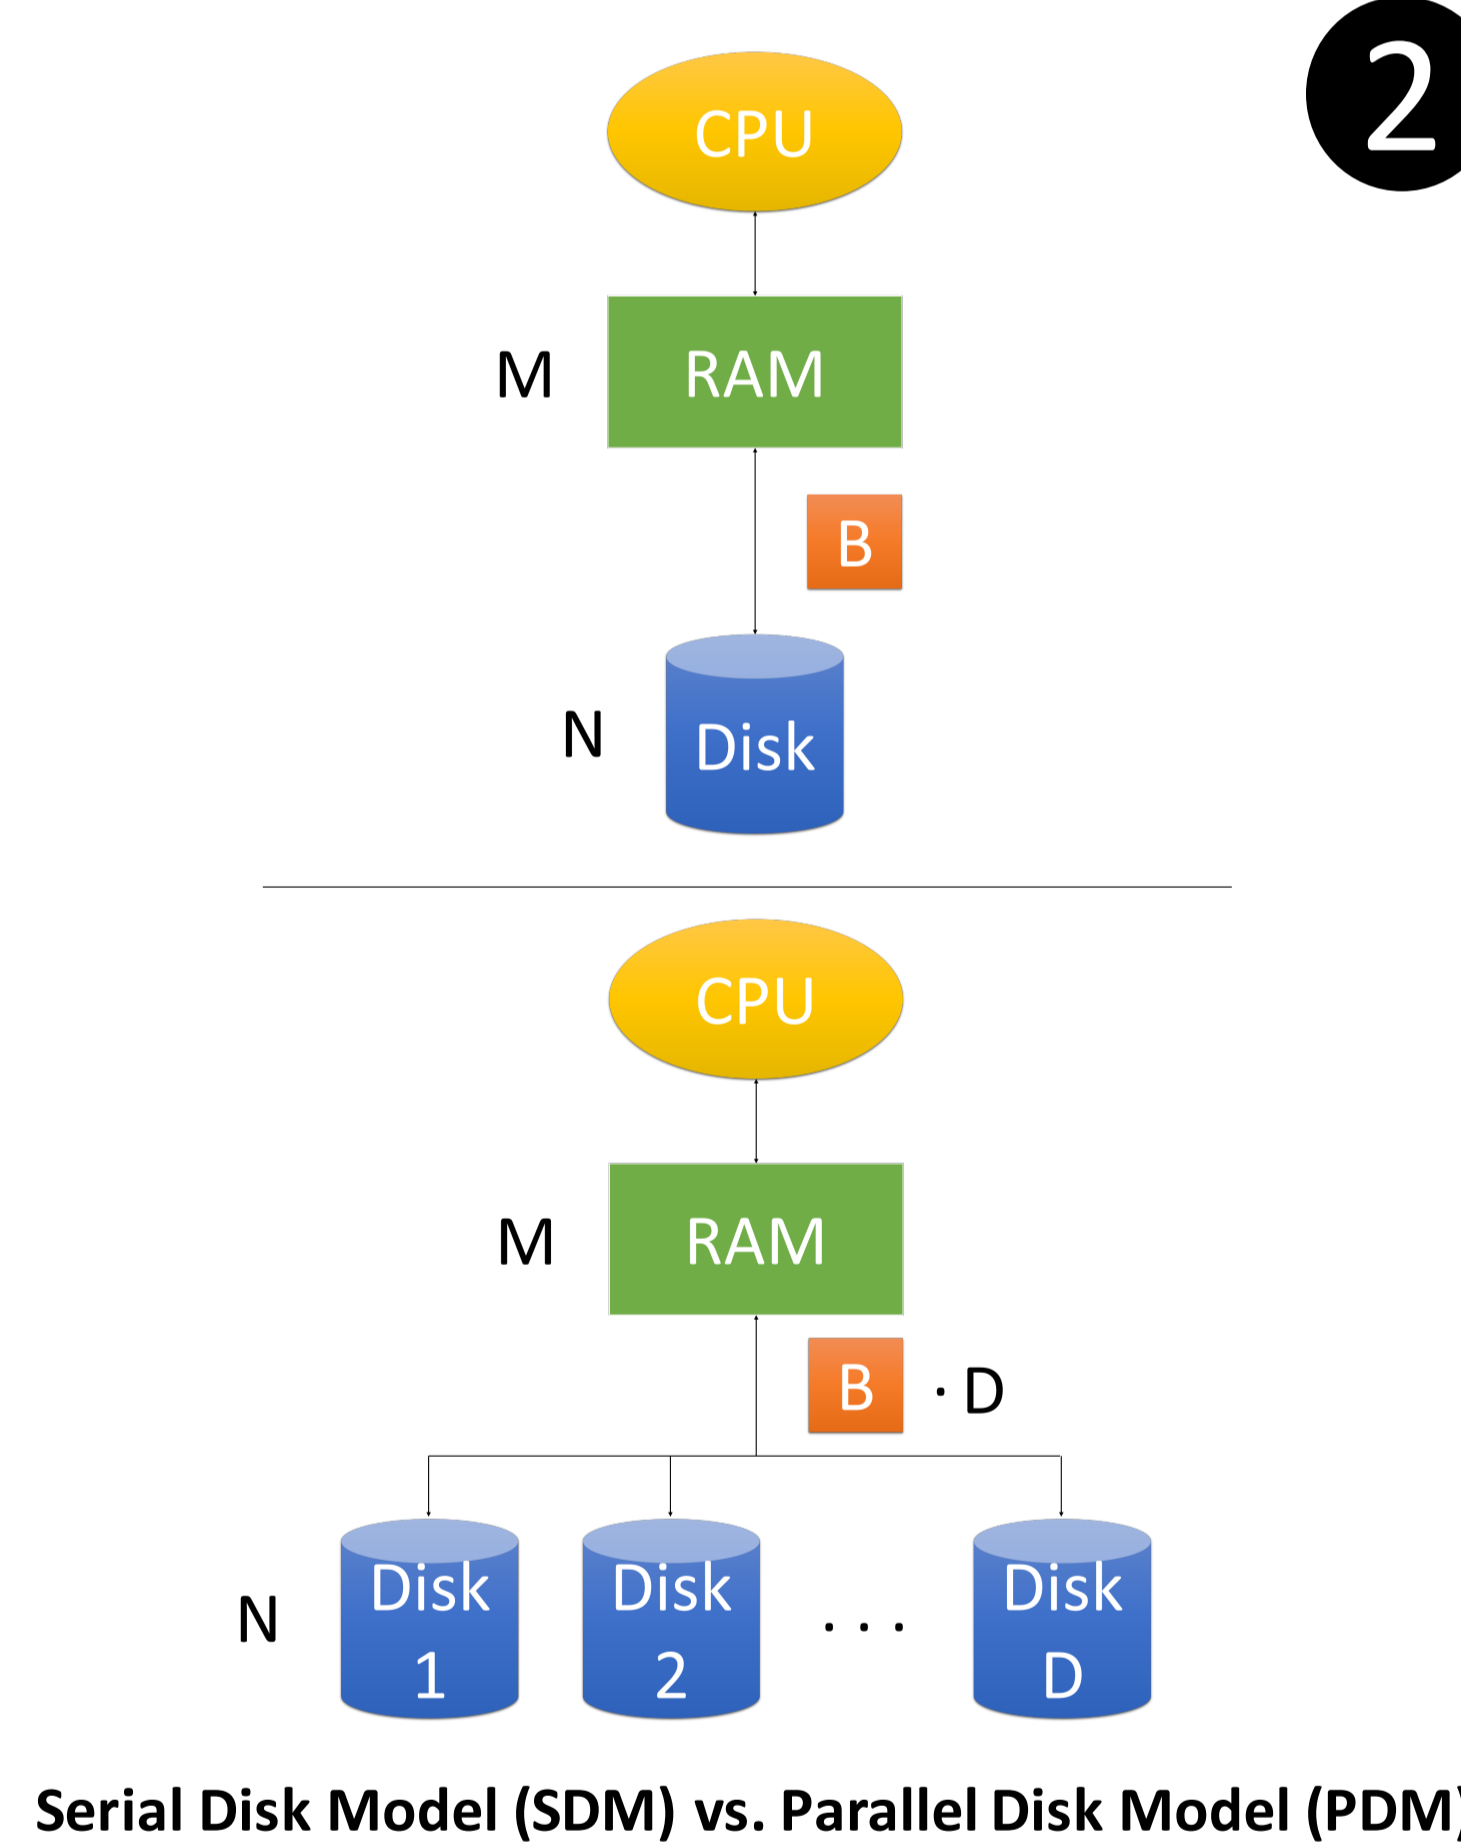 2
CPU
M RAM
B
N Disk
CPU
M RAM
B · D
N Disk 1 Disk 2 · · · Disk D
Serial Disk Model (SDM) vs. Parallel Disk Model (PDM)